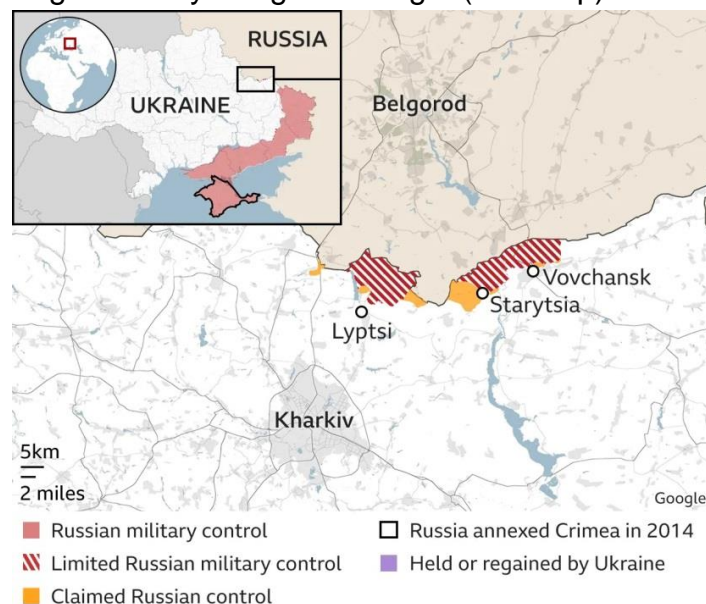 RUSSIA
UKRAINE
Belgorod
Vovchansk
Starytsia
Lyptsi
Kharkiv
5km
2 miles
Google
Russian military control
Russia annexed Crimea in 2014
Limited Russian military control
Held or regained by Ukraine
Claimed Russian control